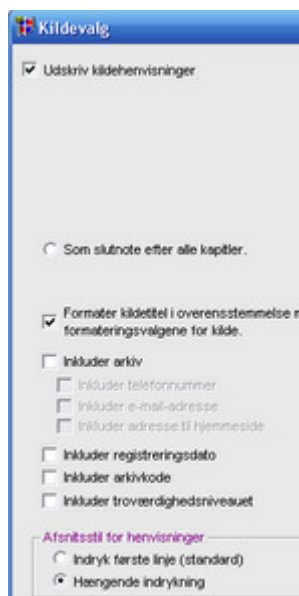 Kildevalg
Udskriv kildehenvisninger
Som slutnote efter alle kapitler.
Formater kildetitel i overensstemmelse
formateringsvalgene for kilde.
Inkluder arkiv
Inkluder telefonnummer
Inkluder e-mail-adresse
Inkluder adresse til hjemmeside
Inkluder registreringsdato
Inkluder arkivkode
Inkluder troværdighedsniveauet
Afsnitsstil for henvisninger
Indryk første linje (standard)
Hængende indrykning